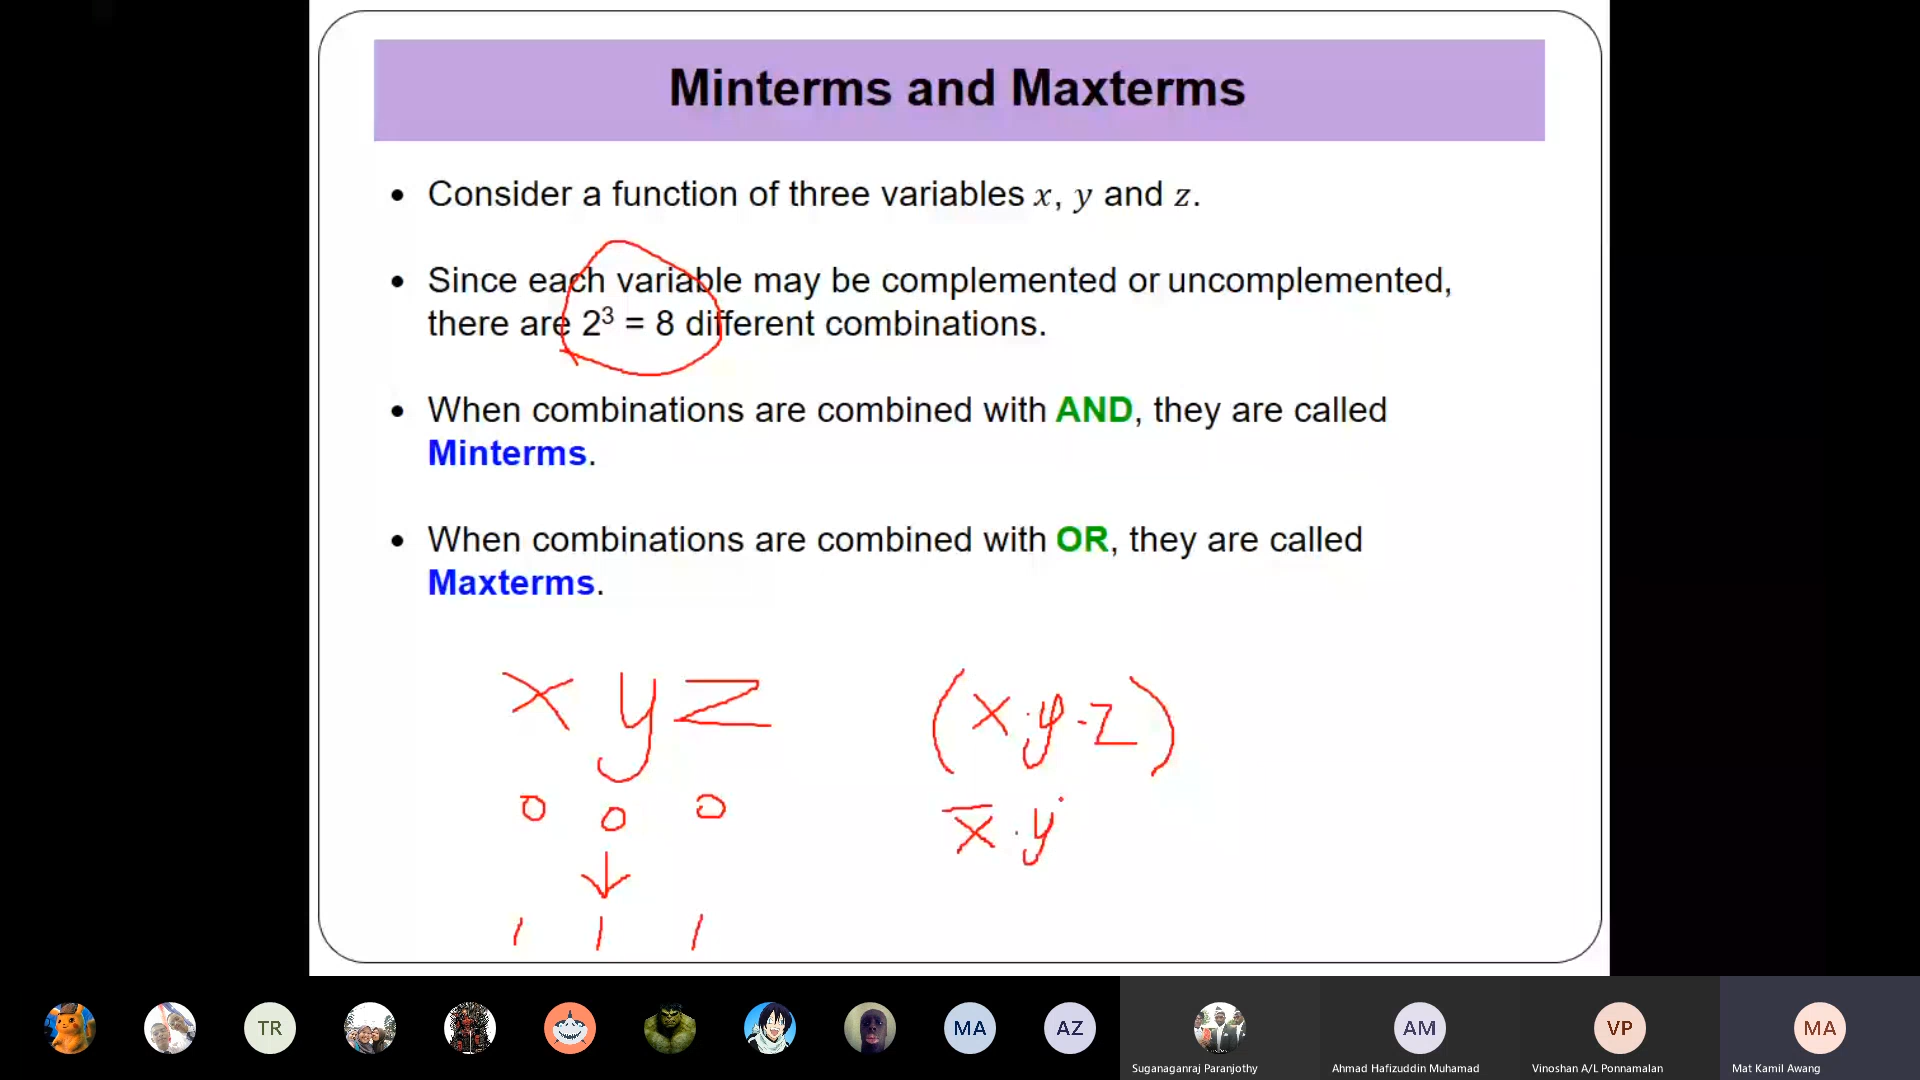 Minterms and Maxterms
• Consider a function of three variables x, y and z.
• Since each variable may be complemented or uncomplemented,
there are 2³ = 8 different combinations.
• When combinations are combined with AND, they are called
Minterms.
• When combinations are combined with OR, they are called
Maxterms.
x y z
0 0 0
↓
1 1 1
(x·y·z)
x̅·y
TR
MA
AZ
AM
VP
MA
Suganaganraj Paranjothy
Ahmad Hafizuddin Muhamad
Vinoshan A/L Ponnamalan
Mat Kamil Awang